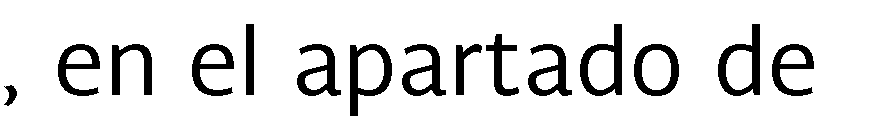 , en el apartado de